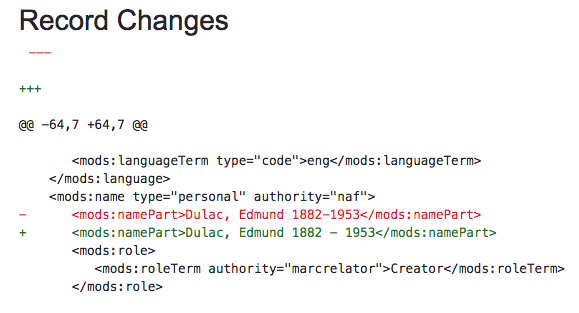 Record Changes
---
+++
@@ -64,7 +64,7 @@
<mods:languageTerm type="code">eng</mods:languageTerm>
</mods:language>
<mods:name type="personal" authority="naf">
- <mods:namePart>Dulac, Edmund 1882-1953</mods:namePart>
+ <mods:namePart>Dulac, Edmund 1882 - 1953</mods:namePart>
<mods:role>
<mods:roleTerm authority="marcrelator">Creator</mods:roleTerm>
</mods:role>